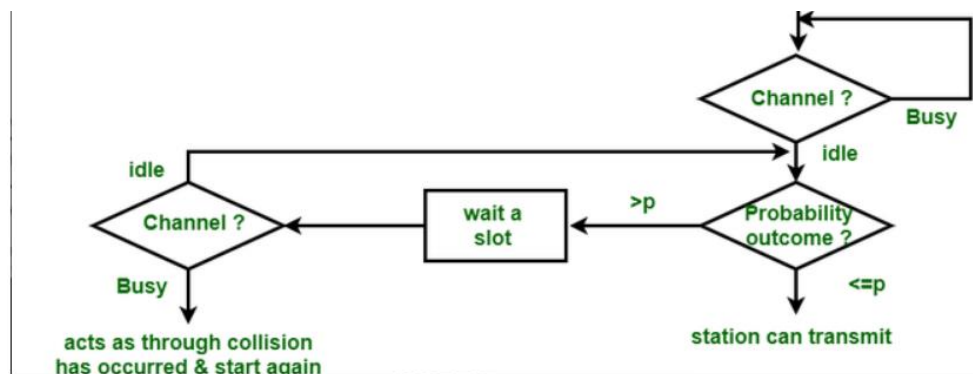 Channel ?
Busy
idle
idle
Channel ?
Busy
wait a
slot
>p
Probability
outcome ?
<=p
station can transmit
acts as through collision
has occurred & start again